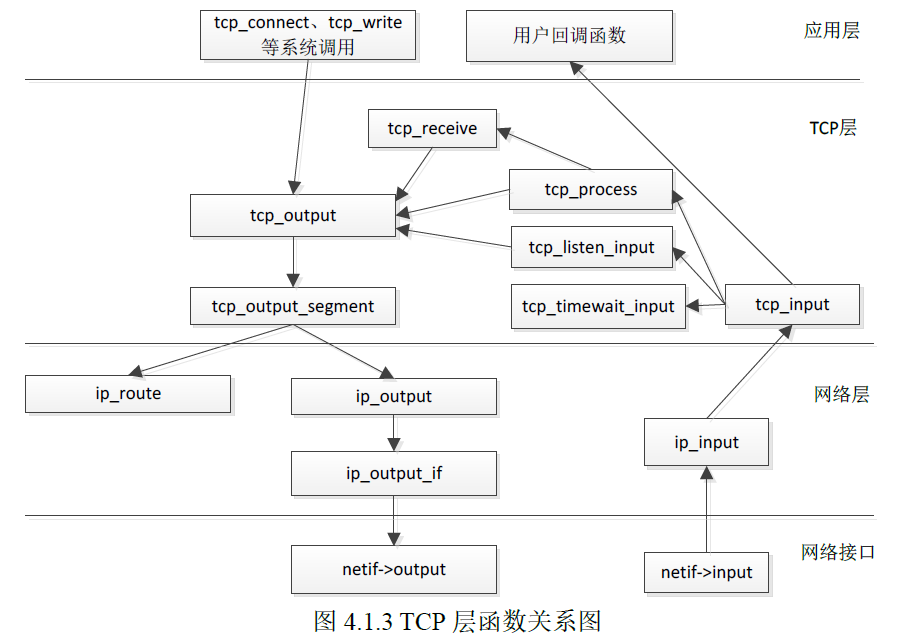 tcp_connect、tcp_write
等系统调用
用户回调函数
应用层
TCP层
tcp_receive
tcp_process
tcp_output
tcp_listen_input
tcp_output_segment
tcp_timewait_input
tcp_input
ip_route
ip_output
网络层
ip_input
ip_output_if
网络接口
netif->output
netif->input
图 4.1.3 TCP 层函数关系图